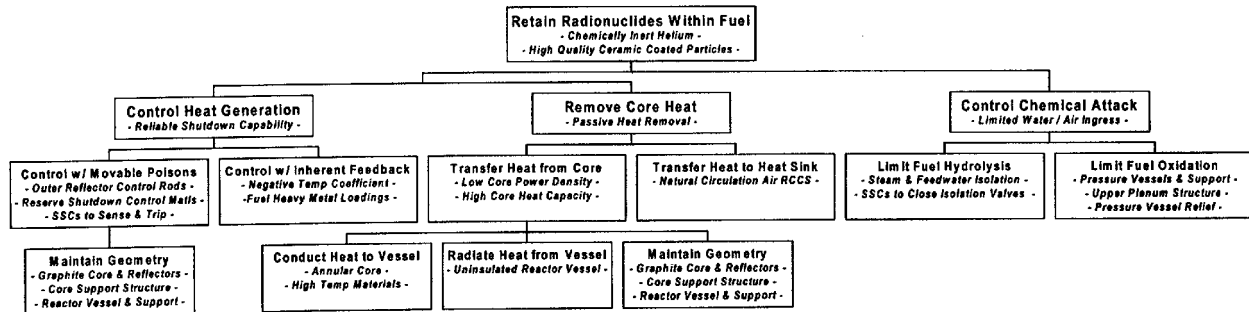 Retain Radionuclides Within Fuel
- Chemically Inert Helium -
- High Quality Ceramic Coated Particles -
Control Heat Generation
- Reliable Shutdown Capability -
Remove Core Heat
- Passive Heat Removal -
Control Chemical Attack
- Limited Water / Air Ingress -
Control w/ Movable Poisons
- Outer Reflector Control Rods -
- Reserve Shutdown Control Matls -
- SSCs to Sense & Trip -
Control w/ Inherent Feedback
- Negative Temp Coefficient -
- Fuel Heavy Metal Loadings -
Transfer Heat from Core
- Low Core Power Density -
- High Core Heat Capacity -
Transfer Heat to Heat Sink
- Natural Circulation Air RCCS -
Limit Fuel Hydrolysis
- Steam & Feedwater Isolation -
- SSCs to Close Isolation Valves -
Limit Fuel Oxidation
- Pressure Vessels & Support -
- Upper Plenum Structure -
- Pressure Vessel Relief -
Maintain Geometry
- Graphite Core & Reflectors -
- Core Support Structure -
- Reactor Vessel & Support -
Conduct Heat to Vessel
- Annular Core -
- High Temp Materials -
Radiate Heat from Vessel
- Uninsulated Reactor Vessel -
Maintain Geometry
- Graphite Core & Reflectors -
- Core Support Structure -
- Reactor Vessel & Support -